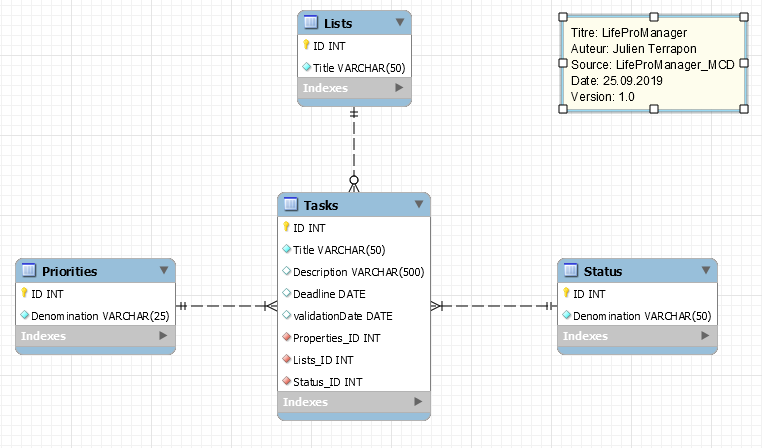 Lists
ID INT
Title VARCHAR(50)
Indexes
Titre: LifeProManager
Auteur: Julien Terrapon
Source: LifeProManager_MCD
Date: 25.09.2019
Version: 1.0
Tasks
ID INT
Title VARCHAR(50)
Description VARCHAR(500)
Deadline DATE
validationDate DATE
Properties_ID INT
Lists_ID INT
Status_ID INT
Indexes
Priorities
ID INT
Denomination VARCHAR(25)
Indexes
Status
ID INT
Denomination VARCHAR(50)
Indexes